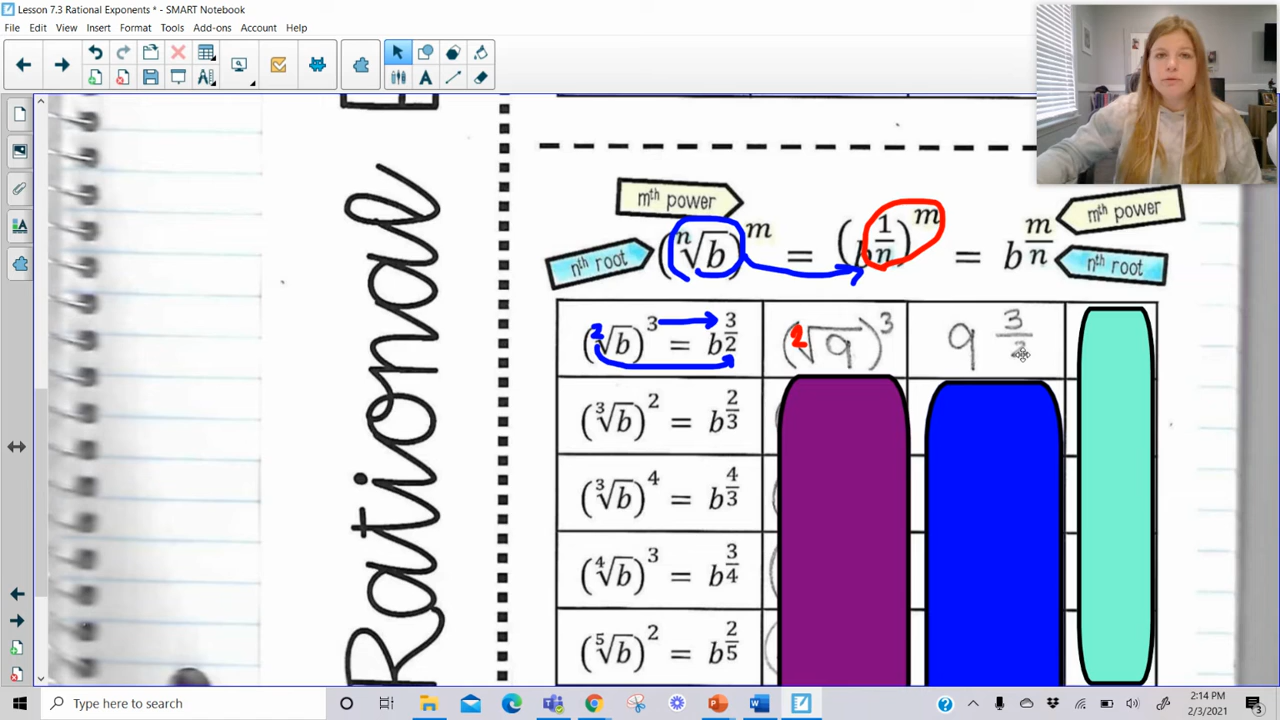 Lesson 7.3 Rational Exponents * - SMART Notebook
File Edit View Insert Format Tools Add-ons Account Help
Rational E
mth power
nth root
(ⁿ√b)^m = (b^(1/n))^m = b^(m/n)
mth power
nth root
(²√b)³ = b^(3/2)
(²√9)³
9^(3/2)
(³√b)² = b^(2/3)
(³√b)⁴ = b^(4/3)
(⁴√b)³ = b^(3/4)
(⁵√b)² = b^(2/5)
Type here to search
2:14 PM
2/3/2021
3